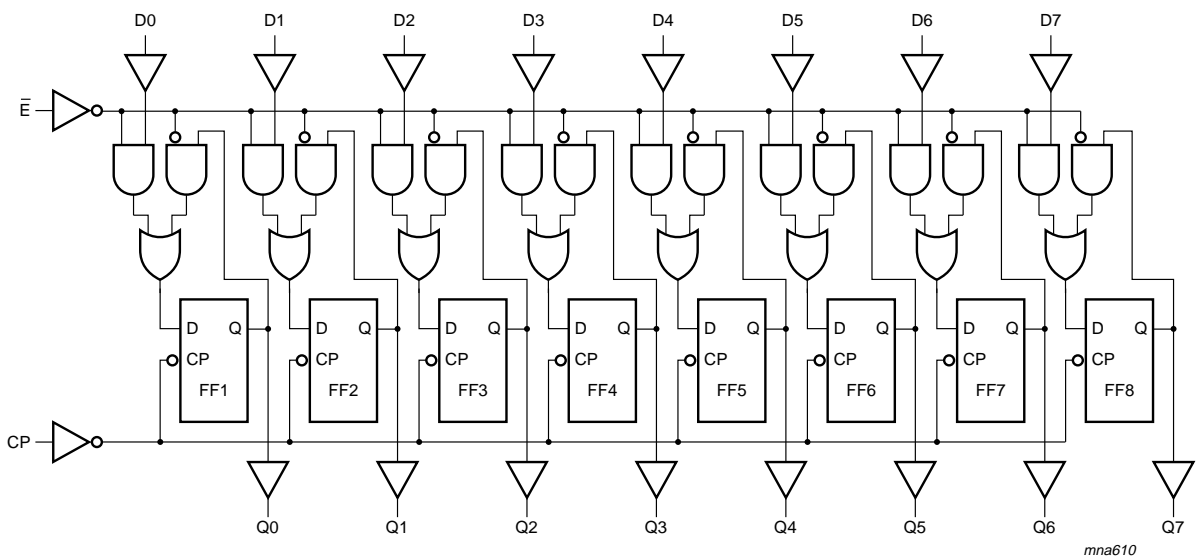 D0 D1 D2 D3 D4 D5 D6 D7
E̅
D Q D Q D Q D Q D Q D Q D Q D Q
CP CP CP CP CP CP CP CP
FF1 FF2 FF3 FF4 FF5 FF6 FF7 FF8
CP
Q0 Q1 Q2 Q3 Q4 Q5 Q6 Q7
mna610